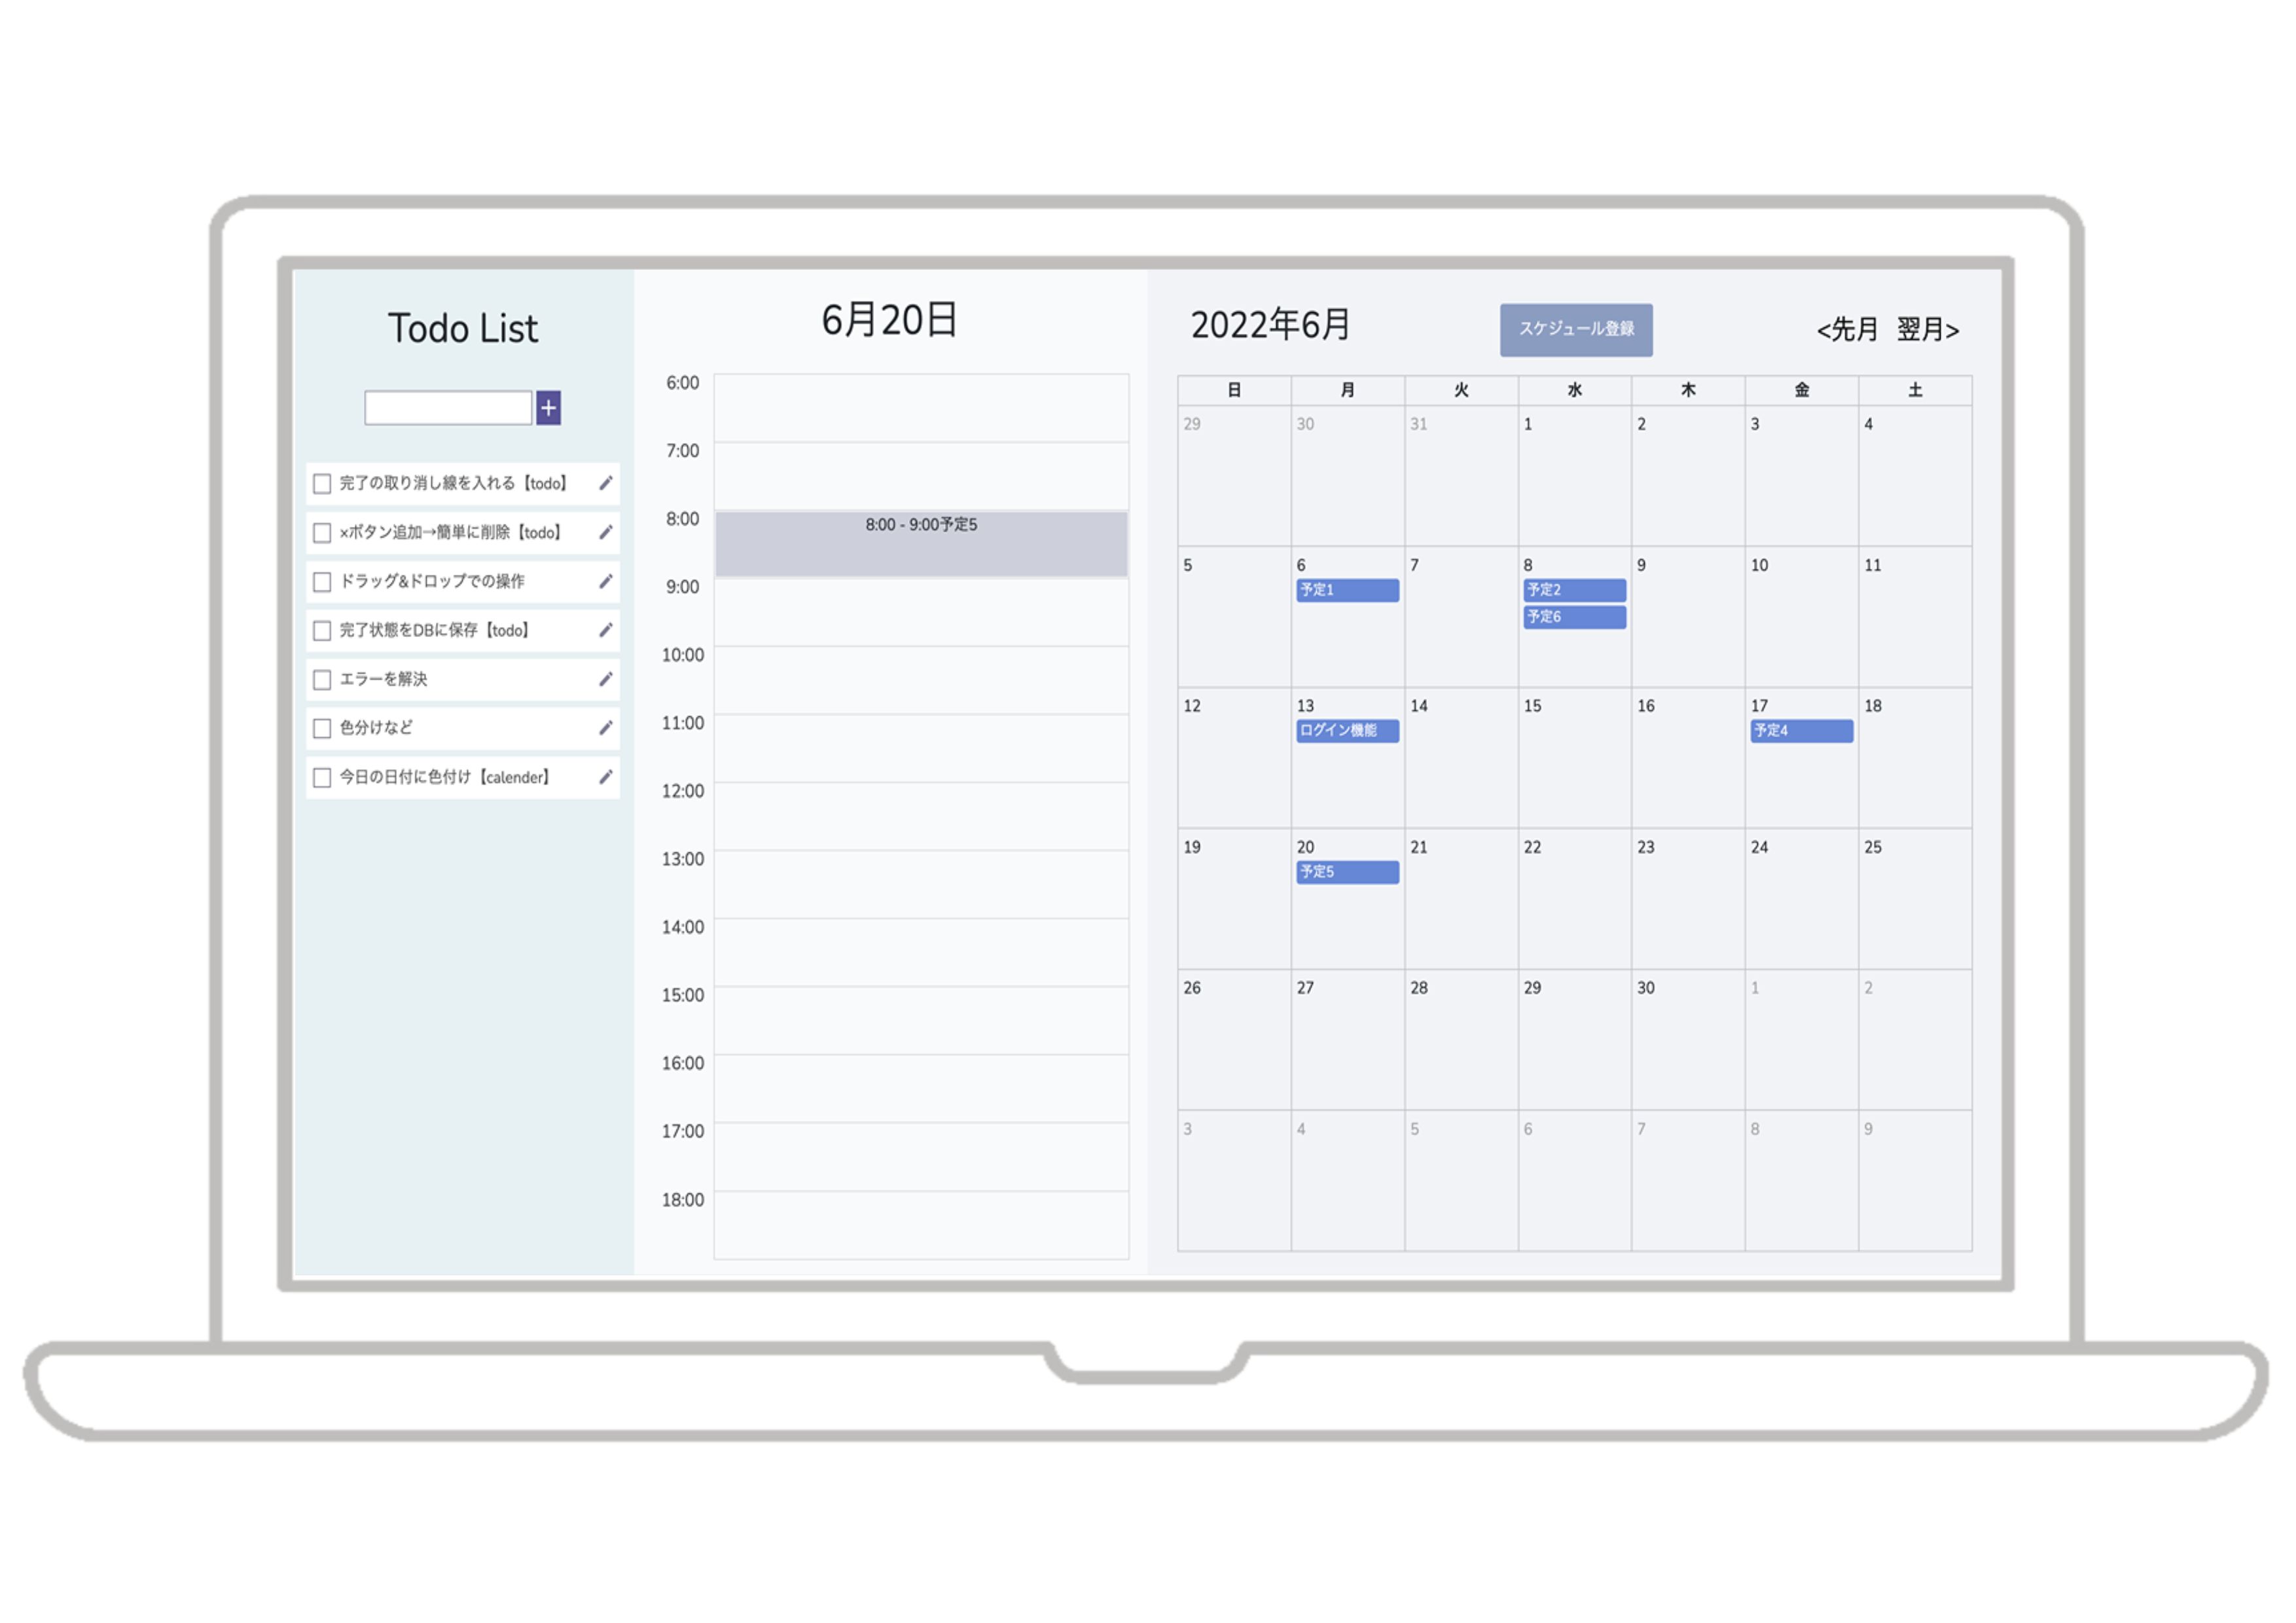 Todo List
+
完了の取り消し線を入れる【todo】
×ボタン追加→簡単に削除【todo】
ドラッグ&ドロップでの操作
完了状態をDBに保存【todo】
エラーを解決
色分けなど
今日の日付に色付け【calender】
6月20日
6:00
7:00
8:00
8:00 - 9:00予定5
9:00
10:00
11:00
12:00
13:00
14:00
15:00
16:00
17:00
18:00
2022年6月
スケジュール登録
<先月 翌月>
日 月 火 水 木 金 土
29 30 31 1 2 3 4
5 6 7 8 9 10 11
予定1 予定2
予定6
12 13 14 15 16 17 18
ログイン機能 予定4
19 20 21 22 23 24 25
予定5
26 27 28 29 30 1 2
3 4 5 6 7 8 9